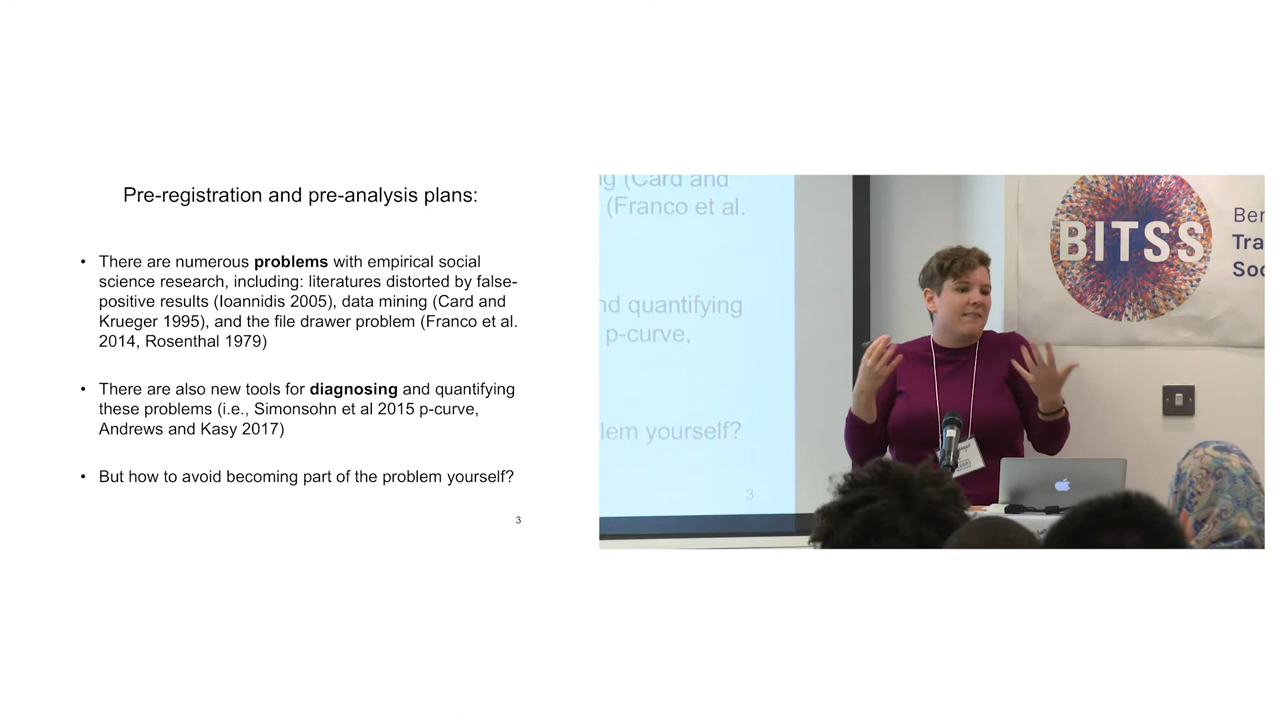 Pre-registration and pre-analysis plans:
• There are numerous problems with empirical social
science research, including: literatures distorted by false-
positive results (Ioannidis 2005), data mining (Card and
Krueger 1995), and the file drawer problem (Franco et al.
2014, Rosenthal 1979)
• There are also new tools for diagnosing and quantifying
these problems (i.e., Simonsohn et al 2015 p-curve,
Andrews and Kasy 2017)
• But how to avoid becoming part of the problem yourself?
3
(Card and
(Franco et al.
quantifying
p-curve,
yourself?
3
BITSS
Ber
Tra
Soc